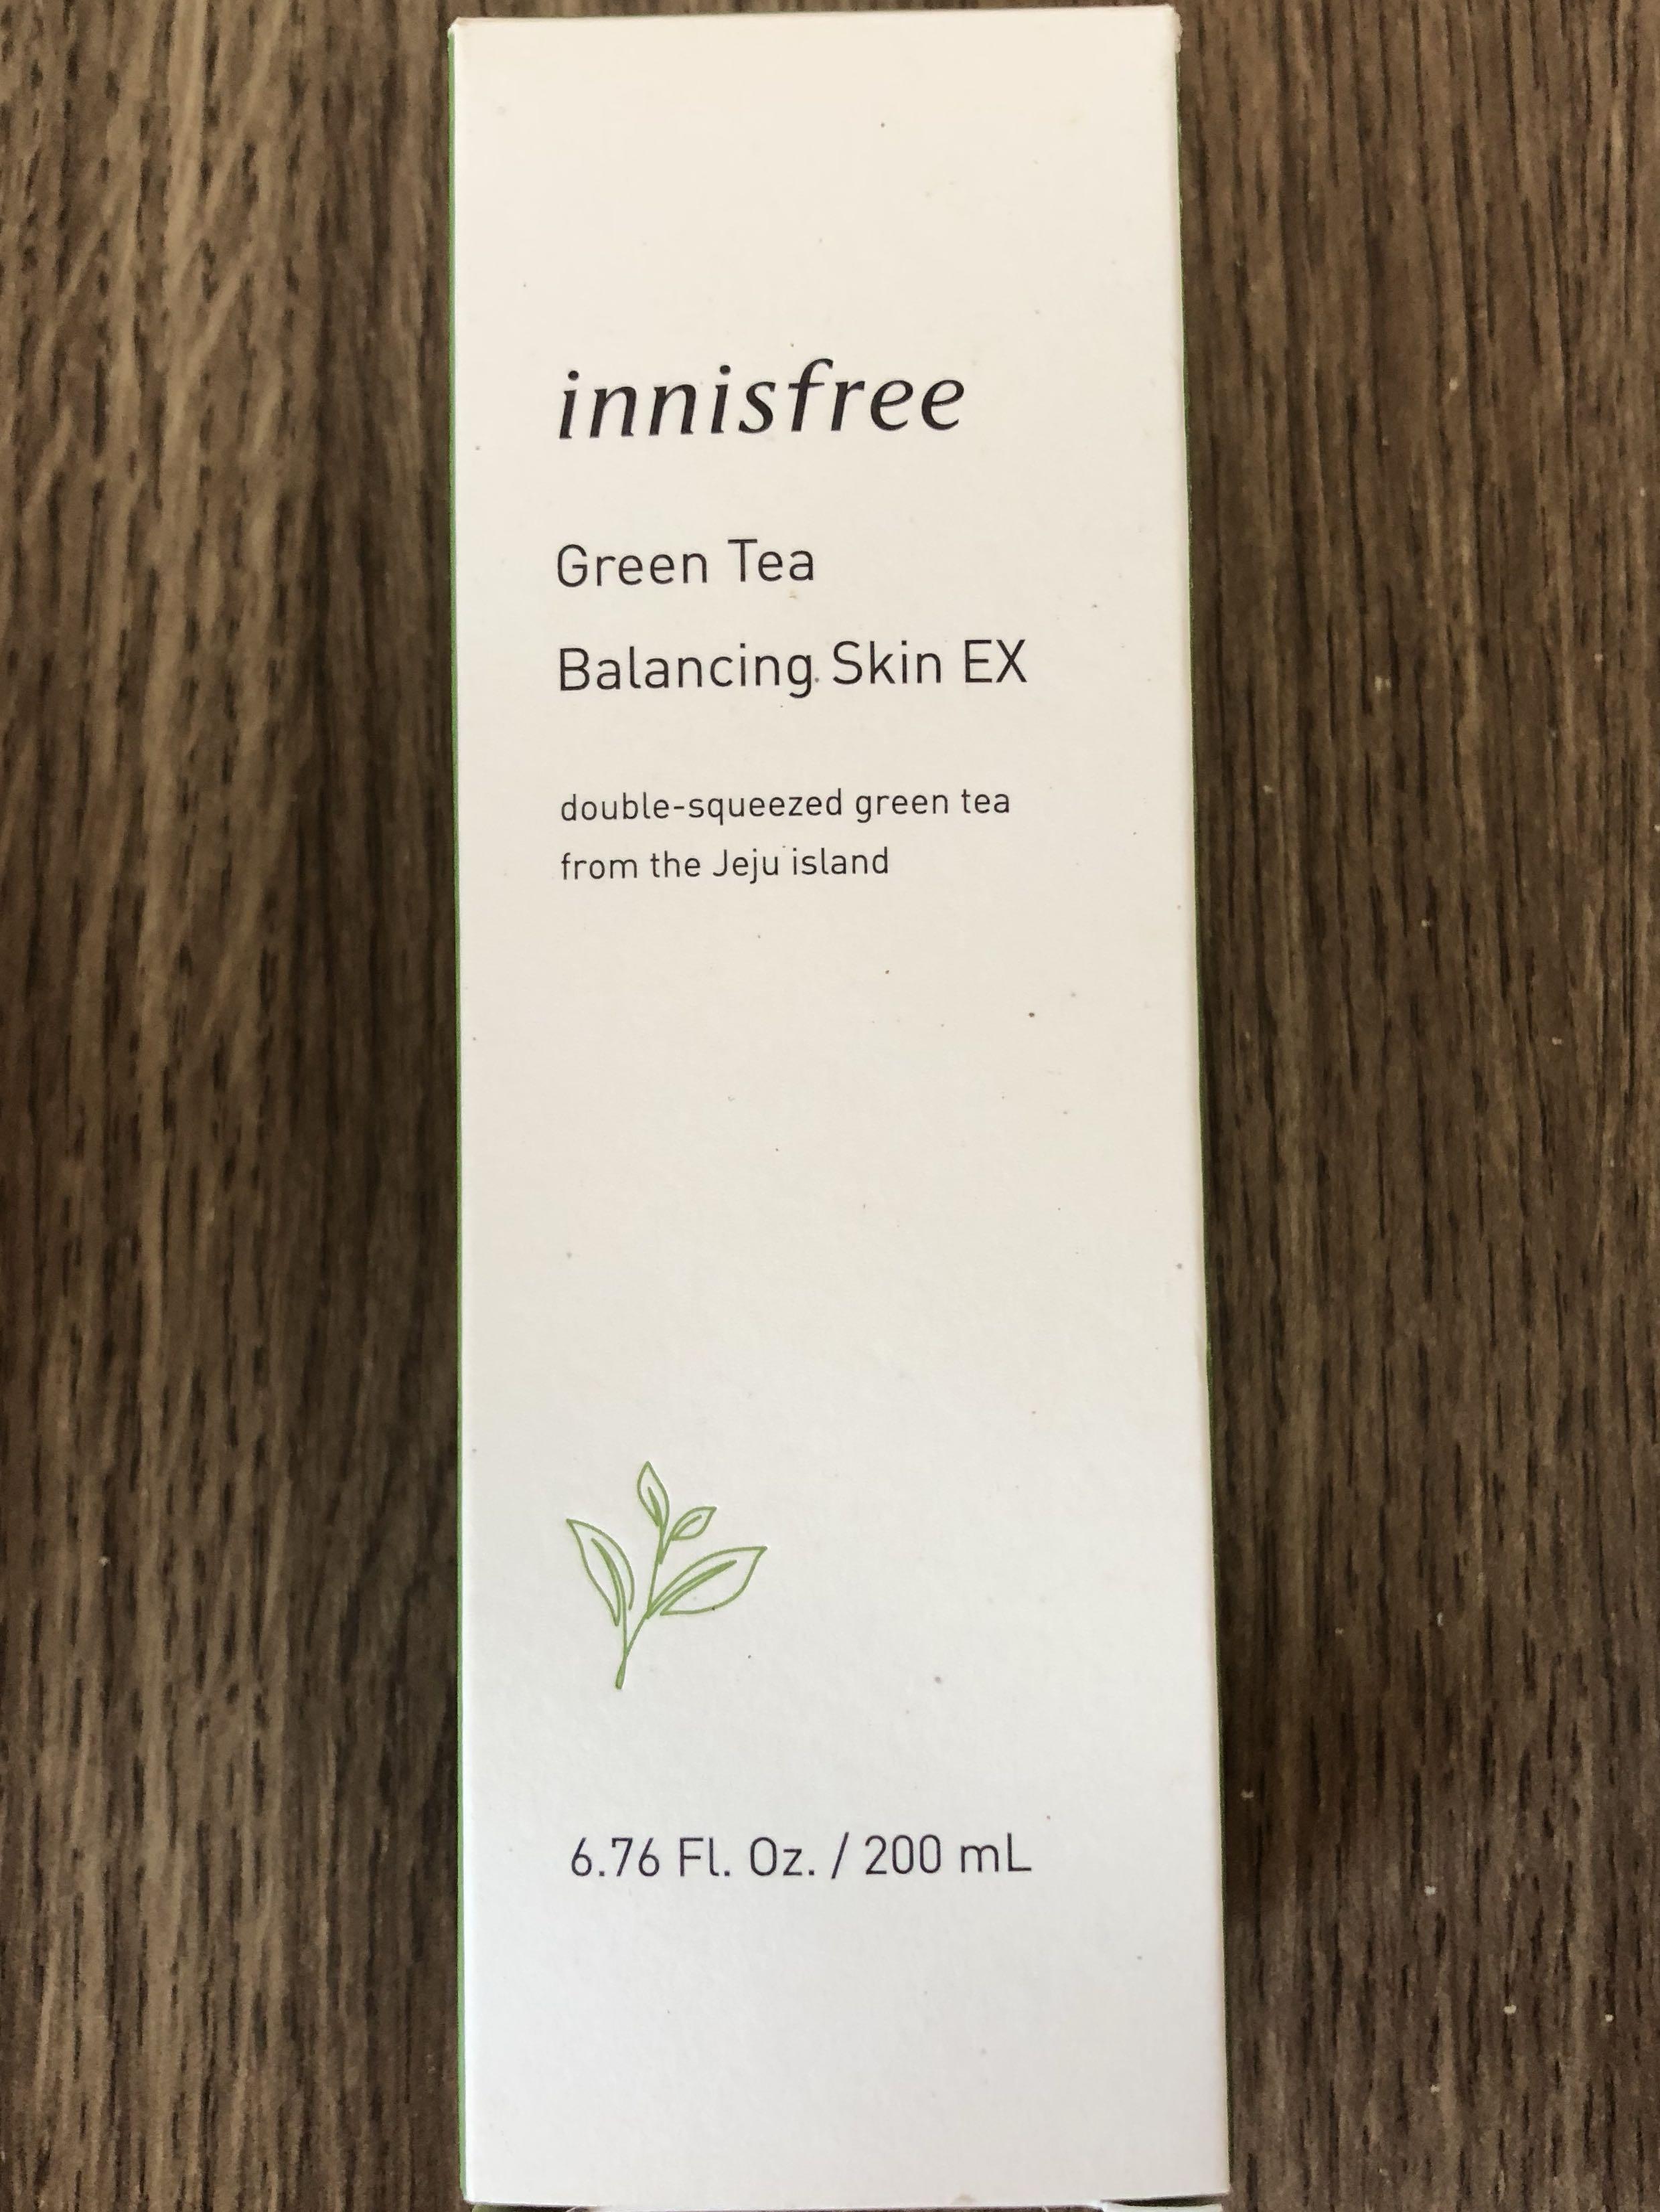 innisfree
Green Tea
Balancing Skin EX
double-squeezed green tea
from the Jeju island
6.76 Fl. Oz. / 200 mL